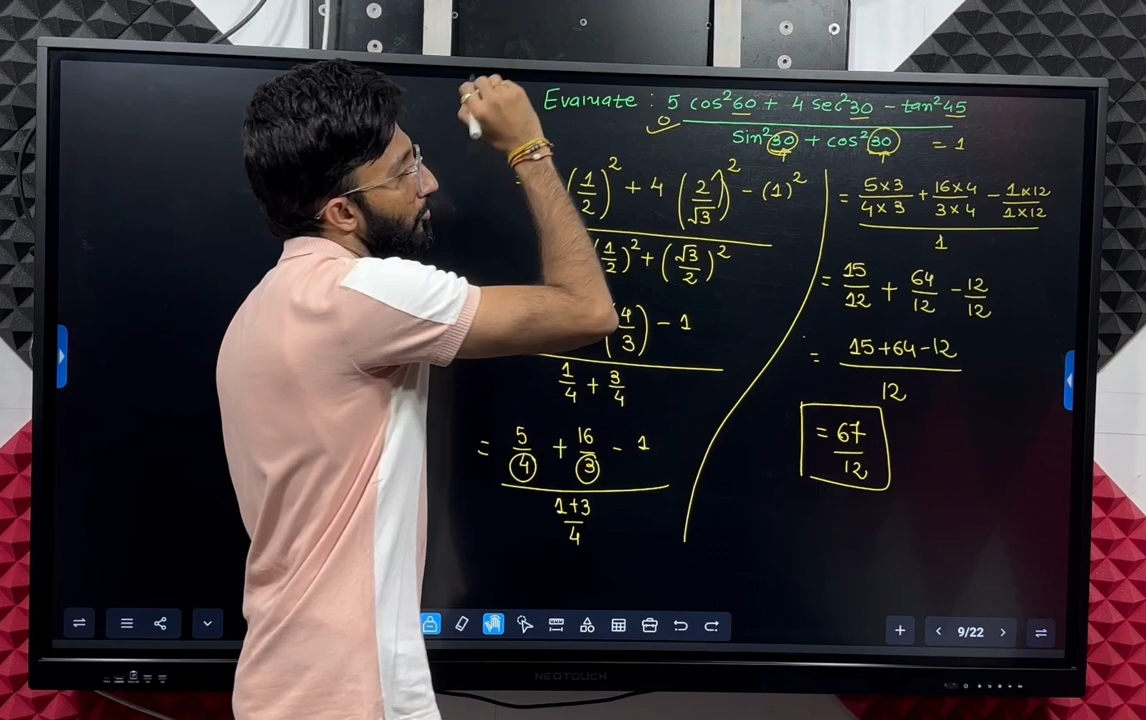 Evaluate : 5 cos²60 + 4 sec²30 - tan²45
sin²30 + cos²30 = 1
= (1/2)² + 4 (2/√3)² - (1)²
(1/2)² + (√3/2)²
(4/3) - 1
1/4 + 3/4
= 5/4 + 16/3 - 1
1+3/4
= 5×3/4×3 + 16×4/3×4 - 1×12/1×12
1
= 15/12 + 64/12 - 12/12
= 15+64-12
12
= 67/12
9/22
NEOTOUCH